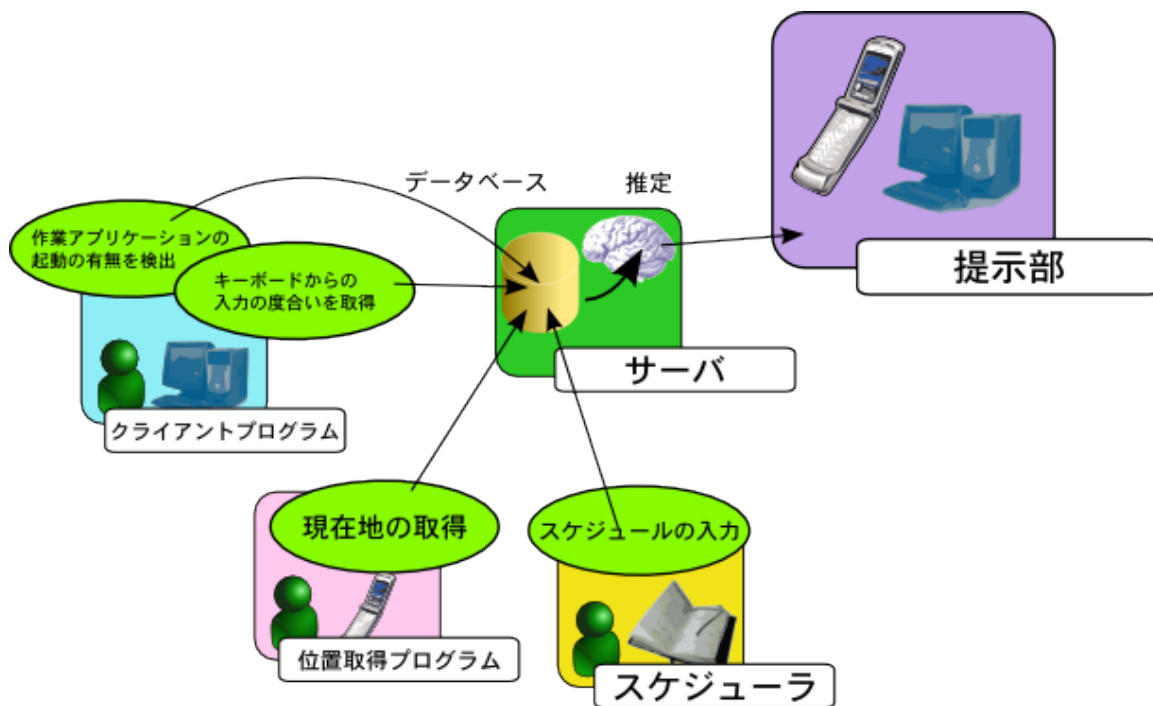 データベース
推定
作業アプリケーションの
起動の有無を検出
キーボードからの
入力の度合いを取得
提示部
サーバ
クライアントプログラム
現在地の取得
スケジュールの入力
位置取得プログラム
スケジューラ